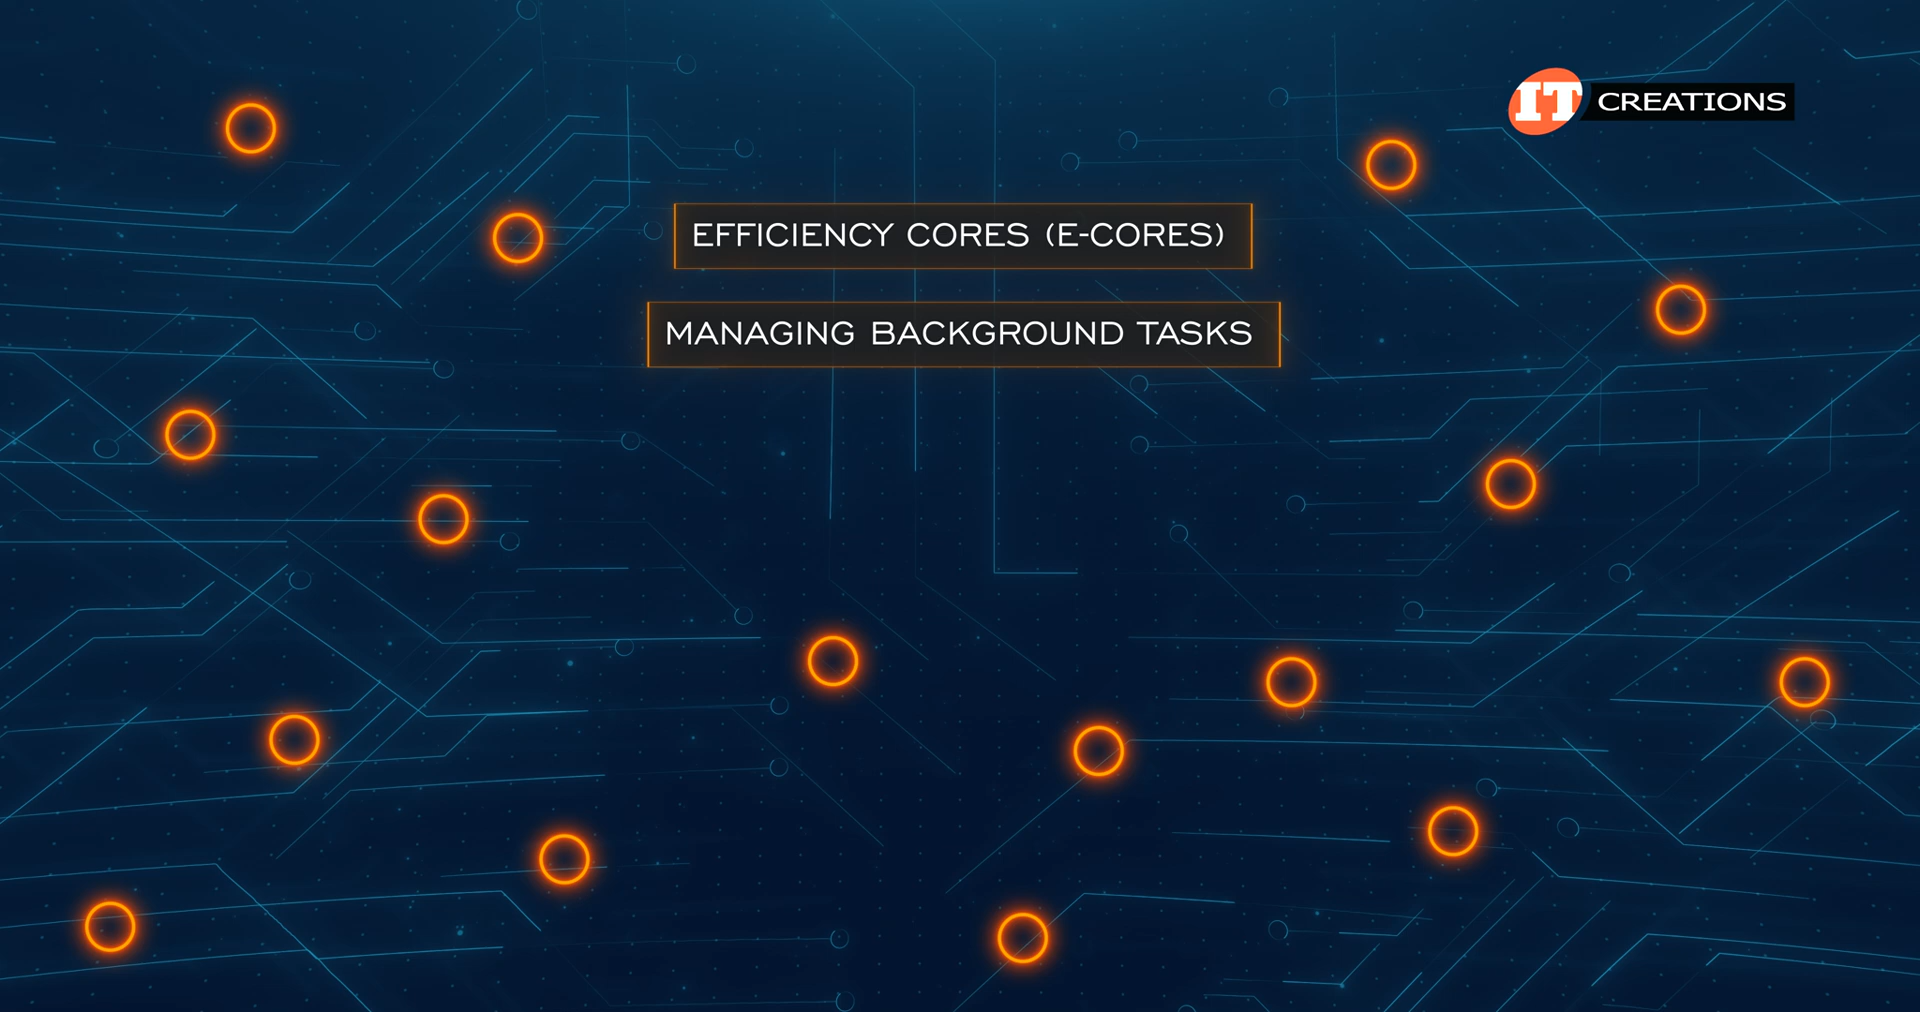 IT CREATIONS
EFFICIENCY CORES (E-CORES)
MANAGING BACKGROUND TASKS